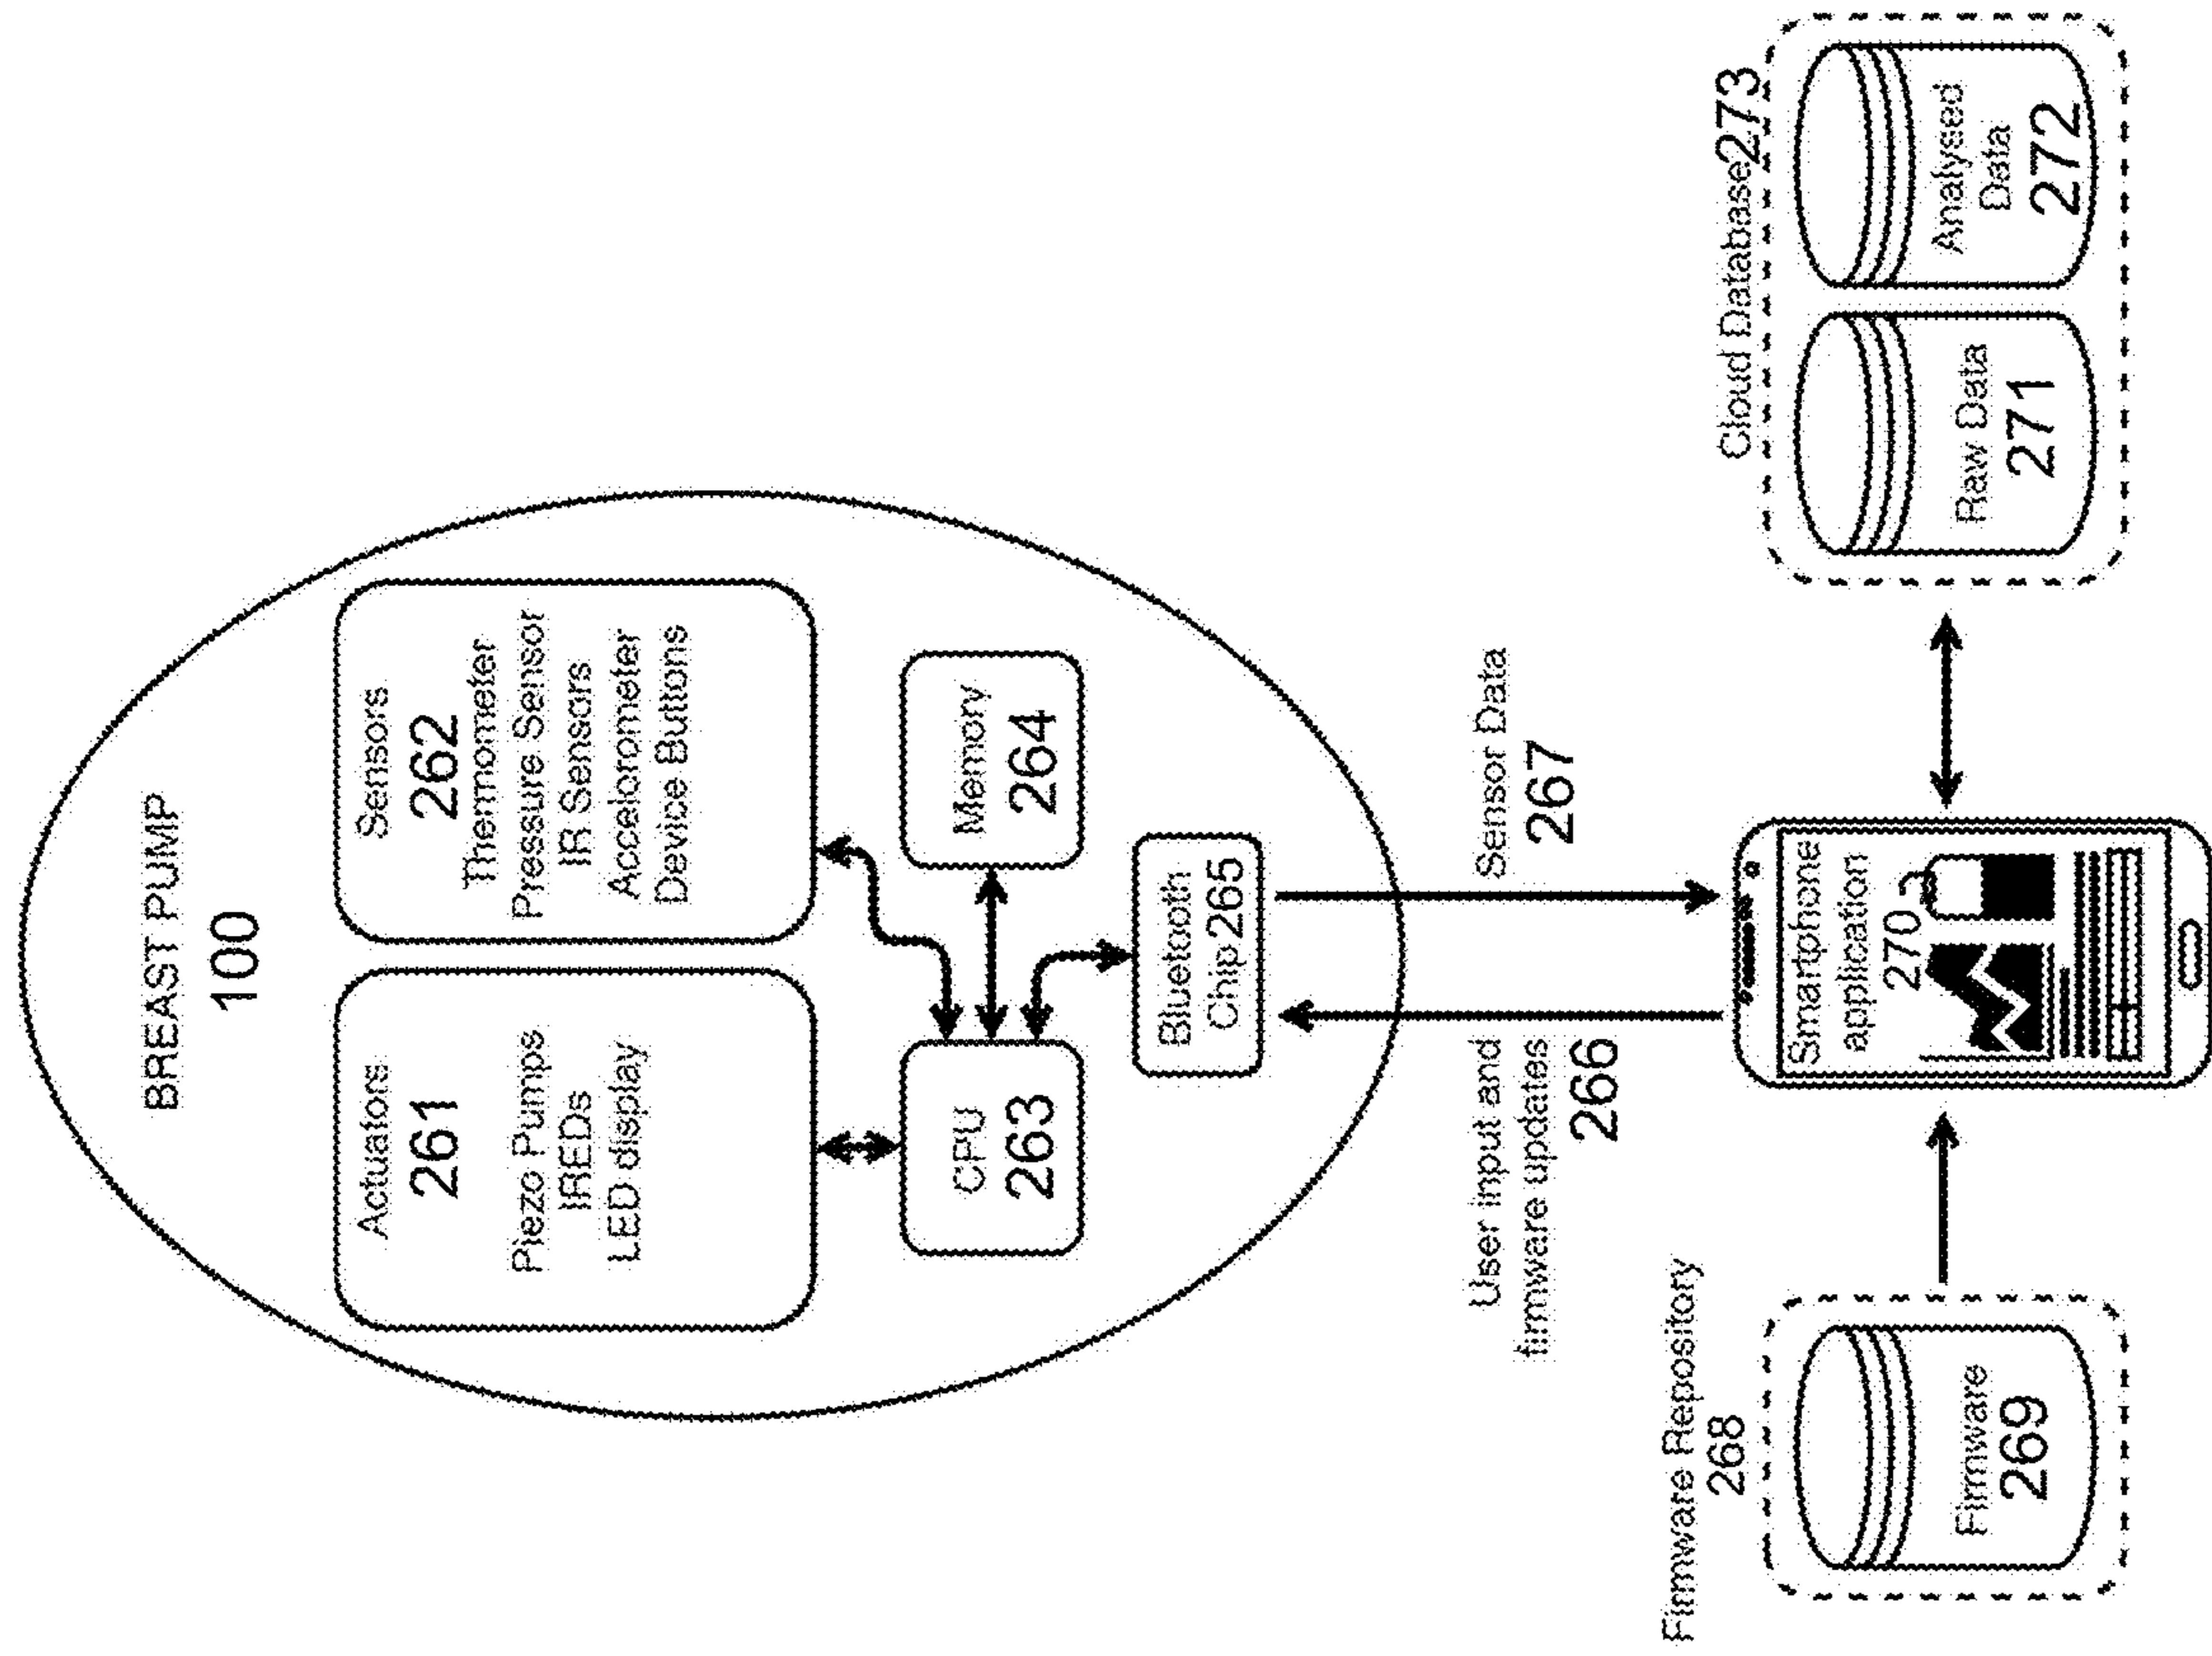 BREAST PUMP
100
Actuators
261
Piezo Pumps
IREDs
LED display
Sensors
262
Thermometer
Pressure Sensor
IR Sensors
Accelorometer
Device Buttons
CPU
263
Memory
264
Bluetooth
Chip 265
User input and
firmware updates
266
Sensor Data
267
Firmware Repository
268
Firmware
269
Smartphone
application
270
Cloud Database 273
Raw Data
271
Analysed
Data
272